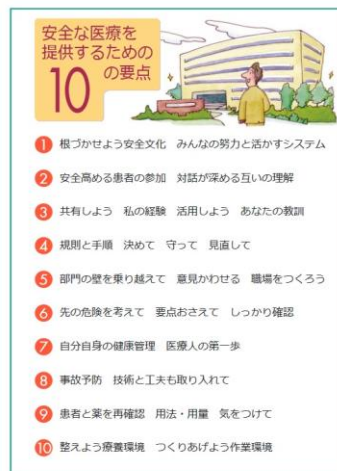 安全な医療を
提供するための
10の要点
1 根づかせよう安全文化 みんなの努力と活かすシステム
2 安全高める患者の参加 対話が深める互いの理解
3 共有しよう 私の経験 活用しよう あなたの教訓
4 規則と手順 決めて 守って 見直して
5 部門の壁を乗り越えて 意見かわせる 職場をつくろう
6 先の危険を考えて 要点おさえて しっかり確認
7 自分自身の健康管理 医療人の第一歩
8 事故予防 技術と工夫も取り入れて
9 患者と薬を再確認 用法・用量 気をつけて
10 整えよう療養環境 つくりあげよう作業環境